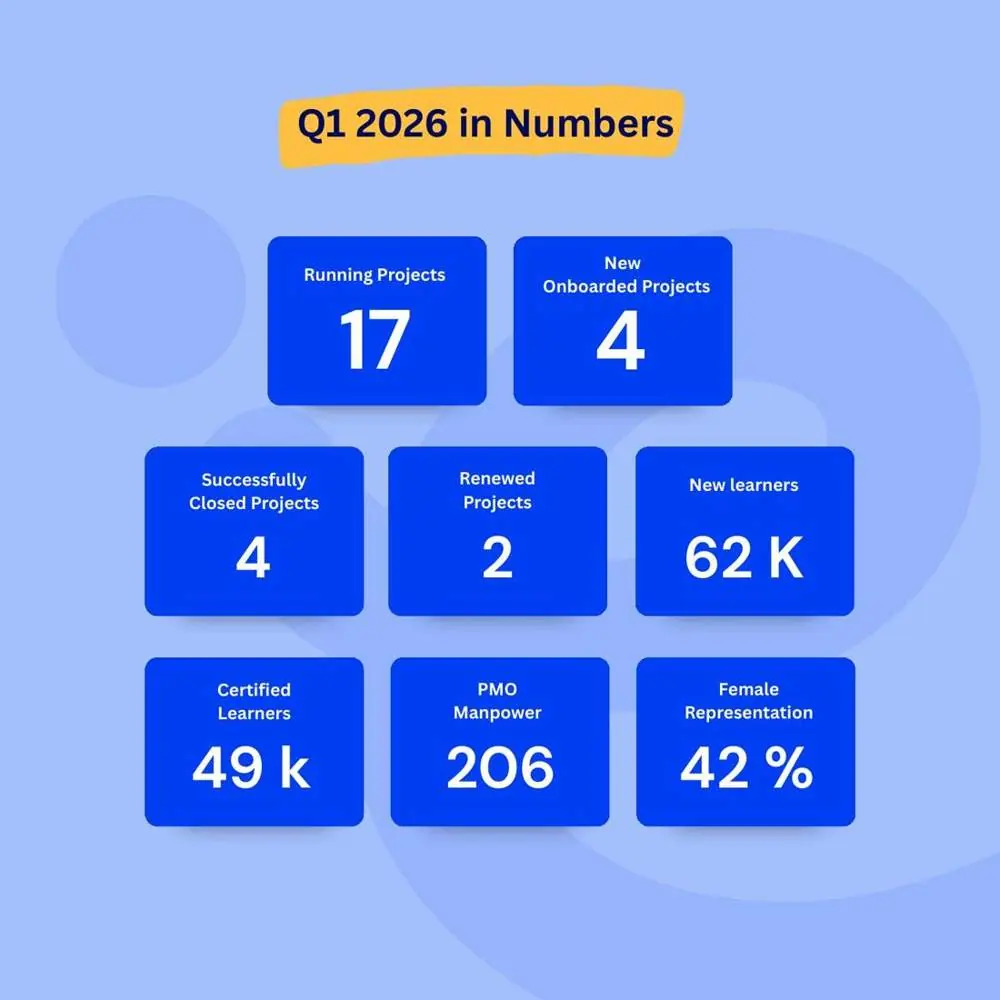 Q1 2026 in Numbers
Running Projects
17
New
Onboarded Projects
4
Successfully
Closed Projects
4
Renewed
Projects
2
New learners
62 K
Certified
Learners
49 k
PMO
Manpower
206
Female
Representation
42 %